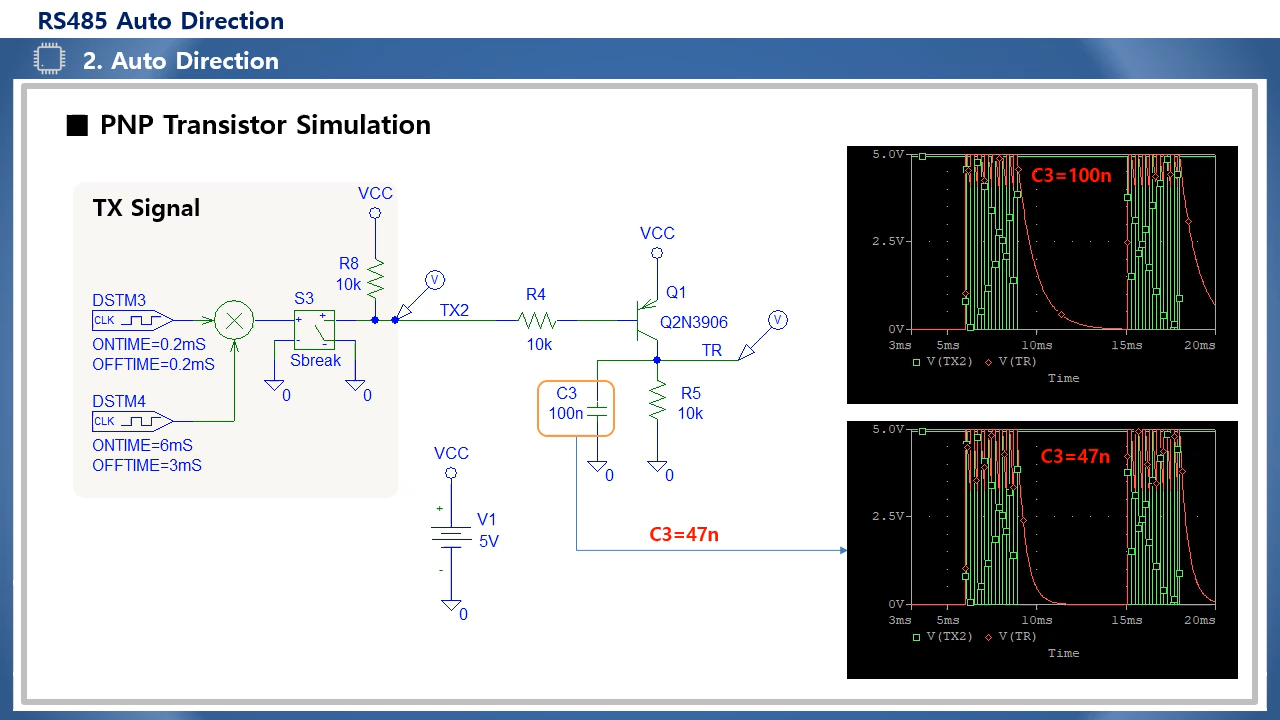 RS485 Auto Direction
2. Auto Direction
■ PNP Transistor Simulation
TX Signal
VCC
R8
10k
V
TX2
DSTM3
CLK
ONTIME=0.2mS
OFFTIME=0.2mS
S3
+ +
- -
Sbreak
0
0
DSTM4
CLK
ONTIME=6mS
OFFTIME=3mS
R4
10k
VCC
Q1
Q2N3906
V
TR
C3
100n
R5
10k
0
0
VCC
+
V1
5V
-
0
C3=47n
5.0V
C3=100n
2.5V
0V
3ms 5ms 10ms 15ms 20ms
V(TX2) V(TR)
Time
5.0V
C3=47n
2.5V
0V
3ms 5ms 10ms 15ms 20ms
V(TX2) V(TR)
Time